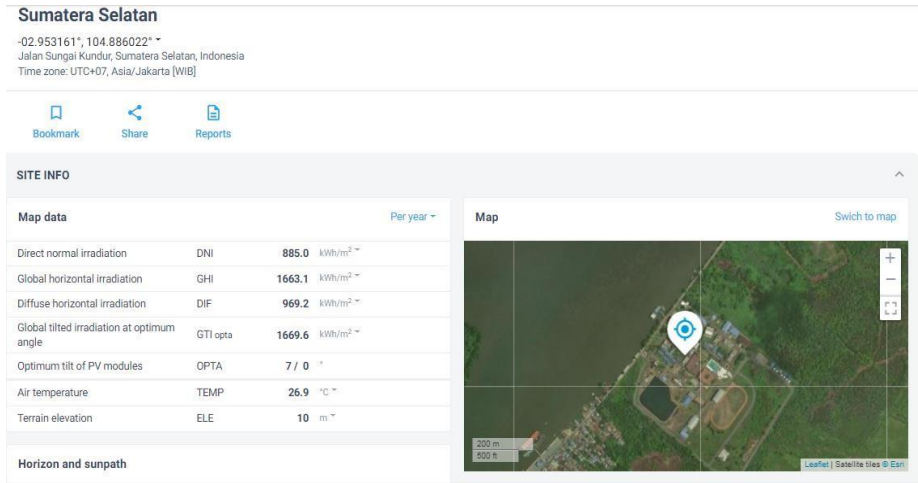 Sumatera Selatan
-02.953161°, 104.886022°
Jalan Sungai Kundur, Sumatera Selatan, Indonesia
Time zone: UTC+07, Asia/Jakarta [WIB]
Bookmark Share Reports
SITE INFO
Map data Per year
Direct normal irradiation DNI 885.0 kWh/m²
Global horizontal irradiation GHI 1663.1 kWh/m²
Diffuse horizontal irradiation DIF 969.2 kWh/m²
Global tilted irradiation at optimum
angle GTI opta 1669.6 kWh/m²
Optimum tilt of PV modules OPTA 7 / 0 °
Air temperature TEMP 26.9 °C
Terrain elevation ELE 10 m
Horizon and sunpath
Map Swich to map
+
−
200 m
500 ft
Leaflet | Satellite tiles © Esri